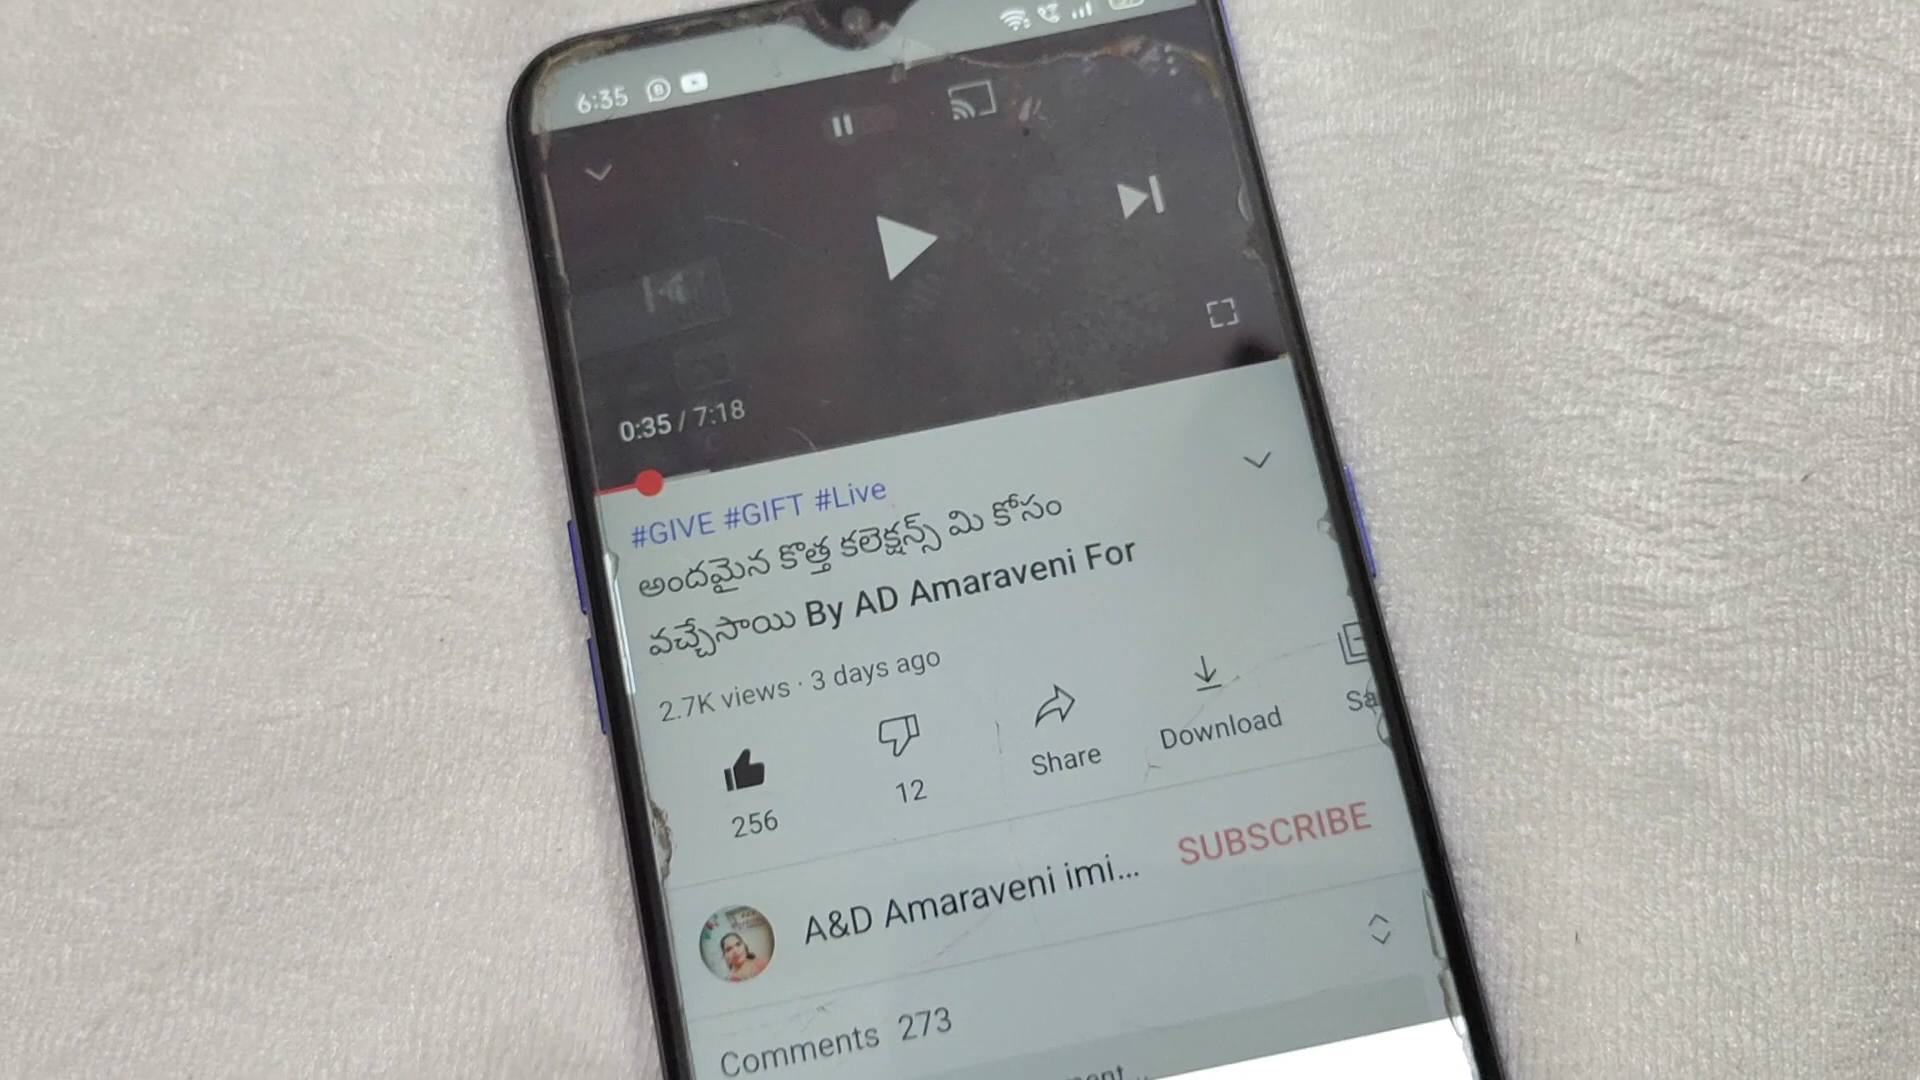 6:35
0:35 / 7:18
#GIVE #GIFT #Live
అందమైన కొత్త కలెక్షన్స్ మి కోసం
వచ్చేసాయి By AD Amaraveni For
2.7K views · 3 days ago
256
12
Share
Download
Sa
A&D Amaraveni imi...
SUBSCRIBE
Comments 273